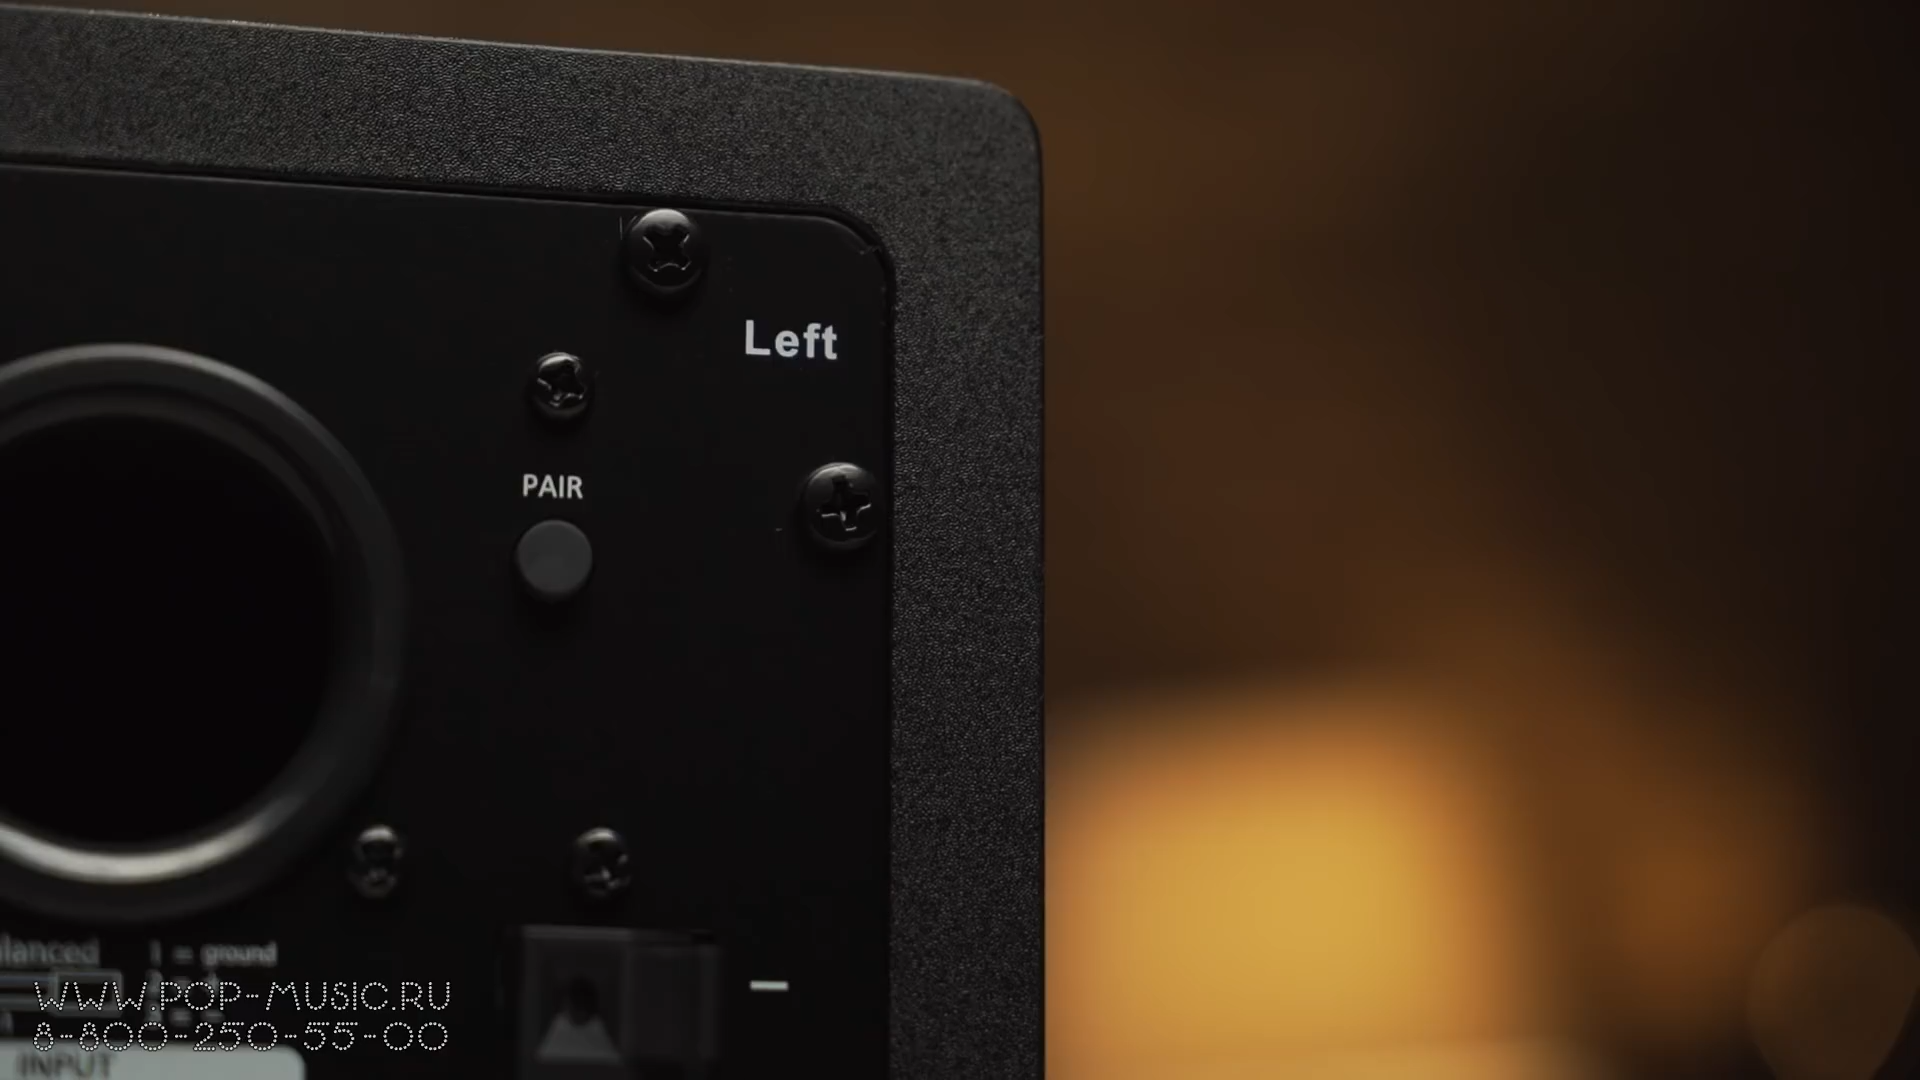 Left
PAIR
1 = ground
WWW.POP-MUSIC.RU
8-800-250-55-00
INPUT